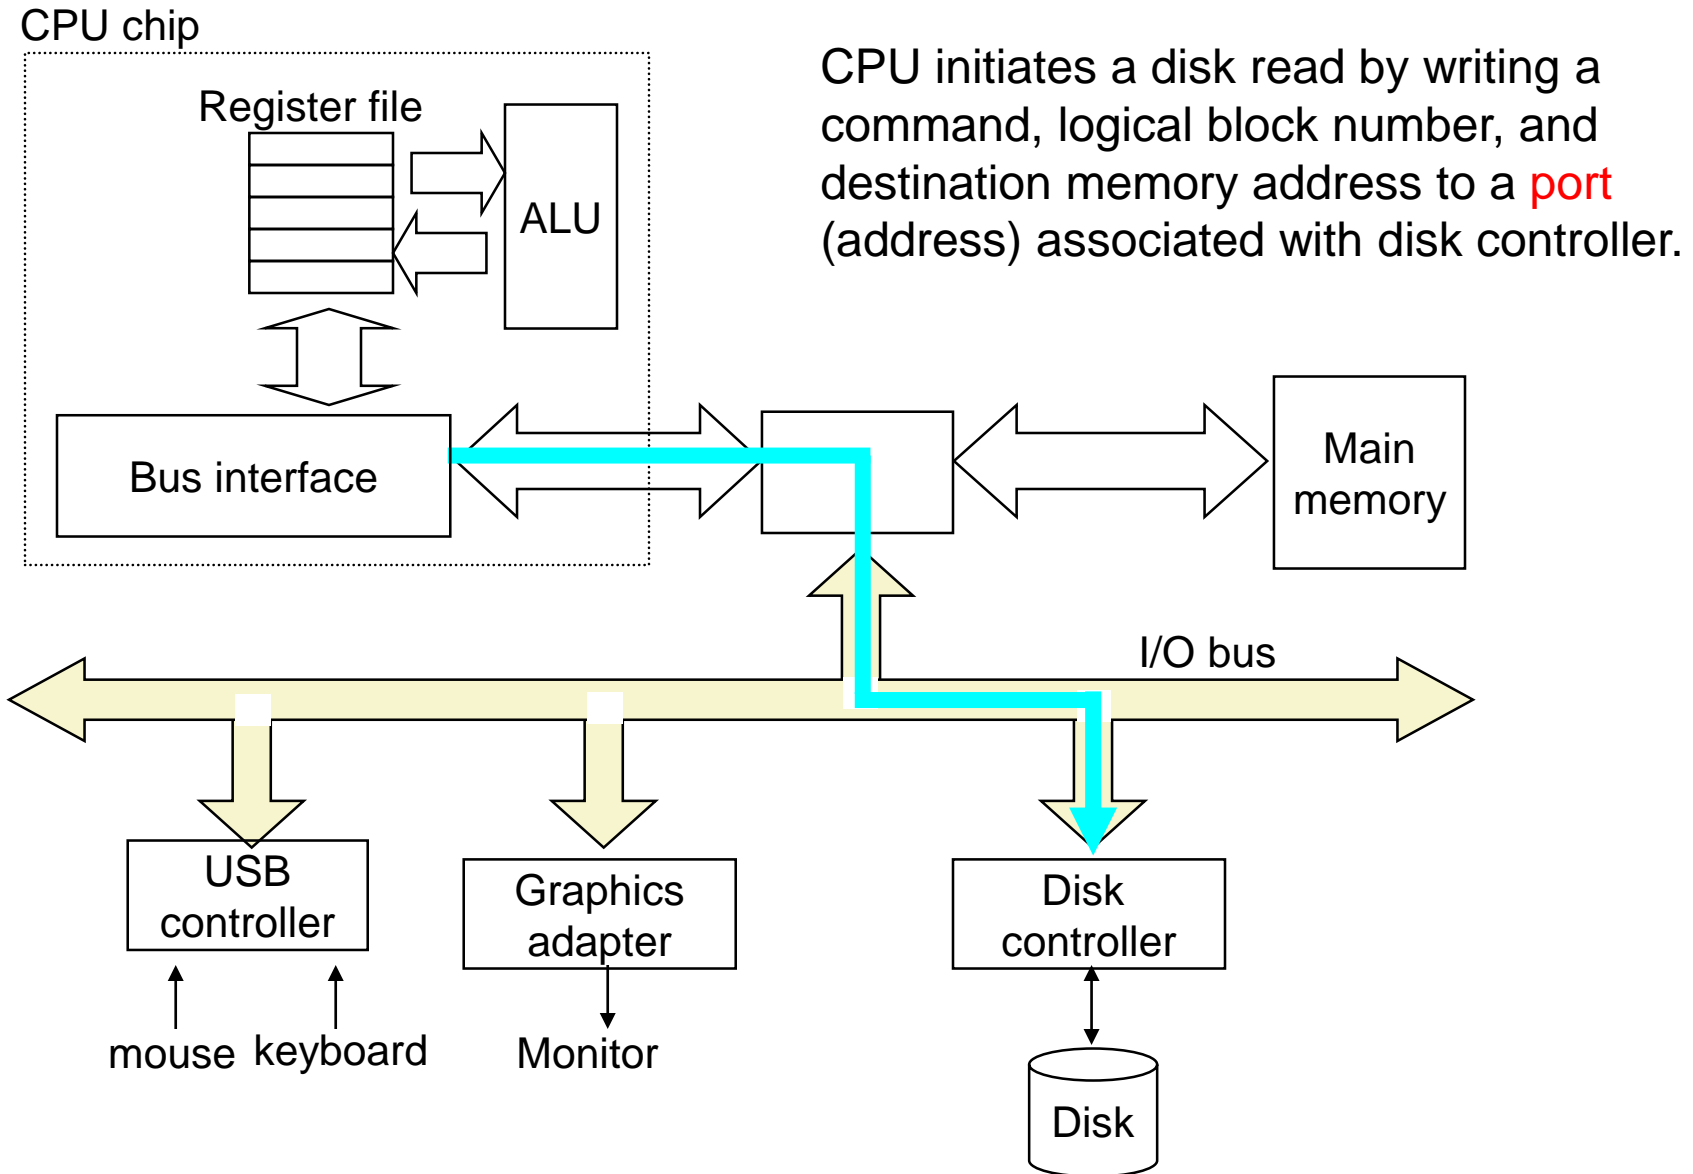 CPU chip
CPU initiates a disk read by writing a
command, logical block number, and
destination memory address to a port
(address) associated with disk controller.
Register file
ALU
Bus interface
Main
memory
I/O bus
USB
controller
Graphics
adapter
Disk
controller
mouse
keyboard
Monitor
Disk